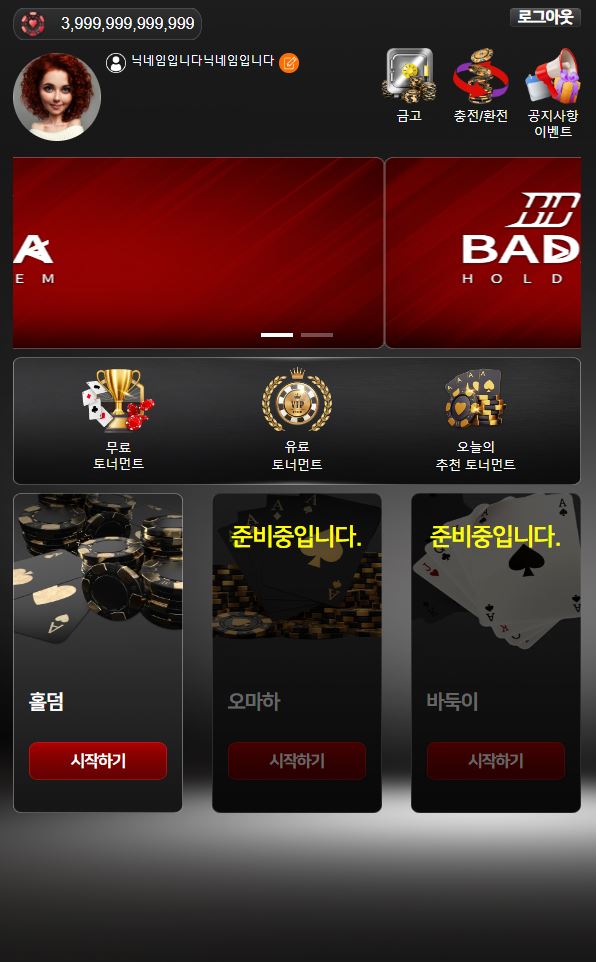 3,999,999,999,999
로그아웃
닉네임입니다닉네임입니다
금고
충전/환전
공지사항
이벤트
A
E M
BAD
H O L D
무료
토너먼트
VIP
유료
토너먼트
오늘의
추천 토너먼트
준비중입니다.
준비중입니다.
홀덤
오마하
바둑이
시작하기
시작하기
시작하기